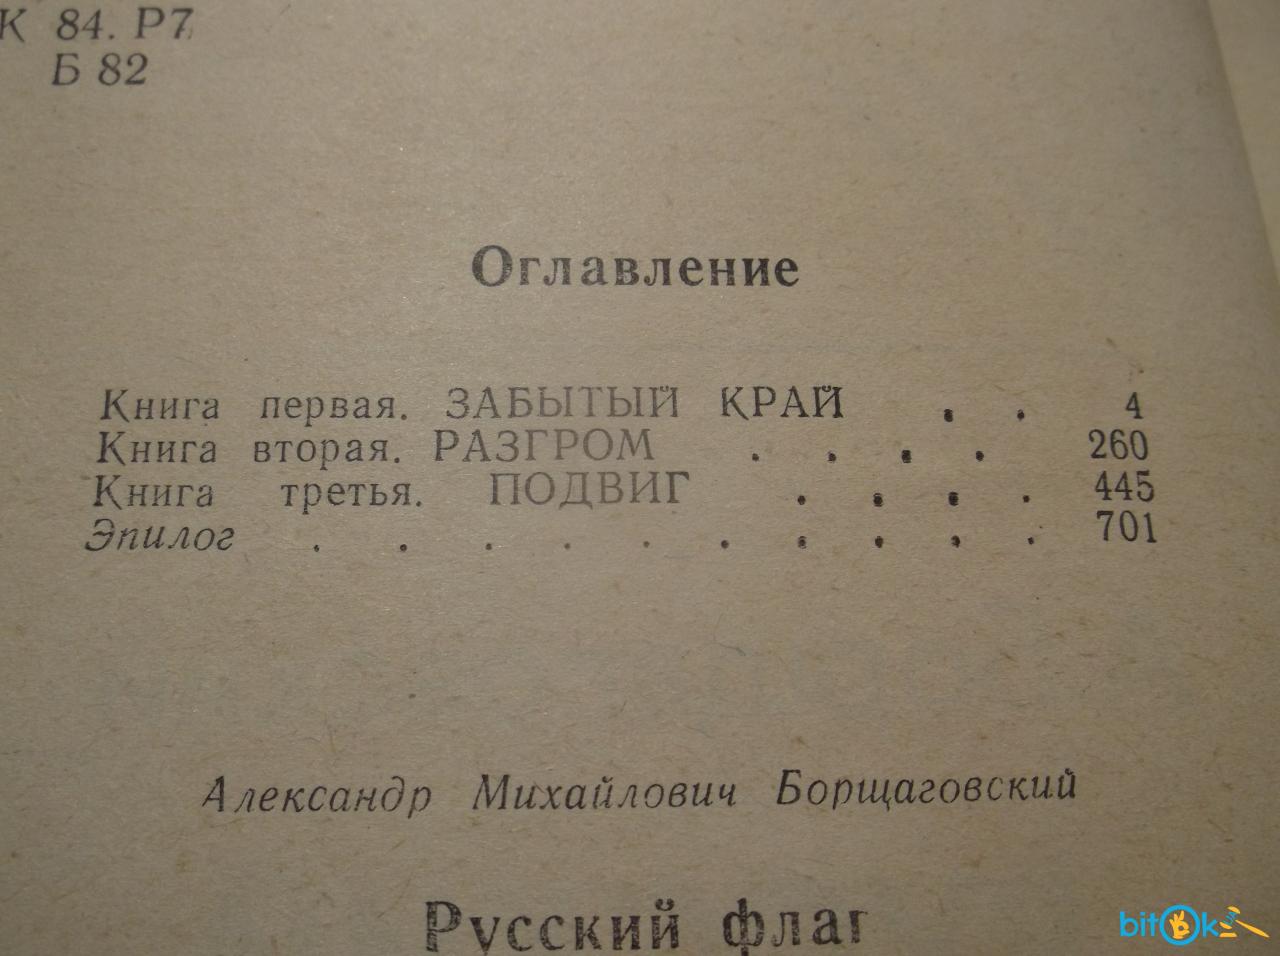 К 84. Р7
Б 82
Оглавление
Книга первая. ЗАБЫТЫЙ КРАЙ . . 4
Книга вторая. РАЗГРОМ . . . . 260
Книга третья. ПОДВИГ . . . . 445
Эпилог . . . . . . . . . . 701
Александр Михайлович Борщаговский
Русский флаг
bitOk